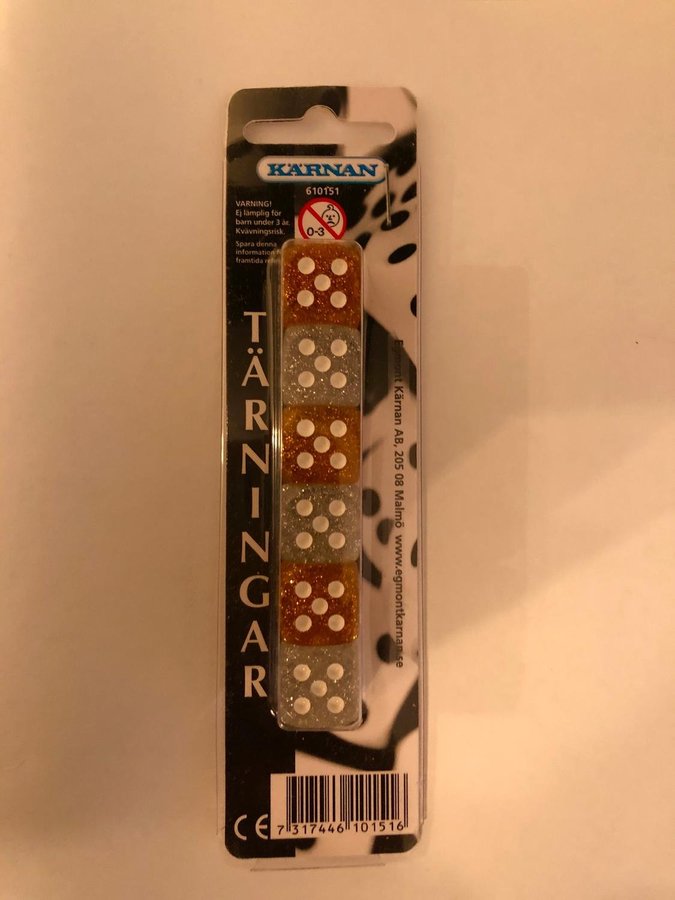 KÄRNAN
610151
VARNING!
Ej lämplig för
barn under 3 år.
Kvävningsrisk.
Spara denna
information
framtida
0-3
TÄRNINGAR
Egmont Kärnan AB, 205 08 Malmö www.egmontkarnan.se
CE
7 317446 101516